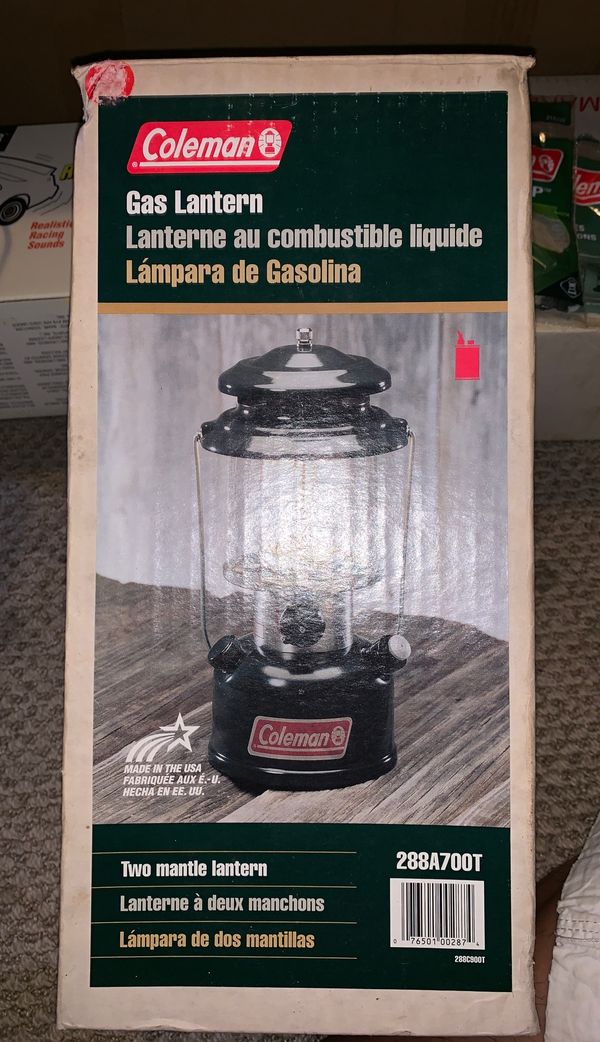 Coleman
Gas Lantern
Lanterne au combustible liquide
Lámpara de Gasolina
Coleman
MADE IN THE USA
FABRIQUÉE AUX É.-U.
HECHA EN EE. UU.
Two mantle lantern
Lanterne à deux manchons
Lámpara de dos mantillas
288A700T
0 76501 00287 4
288C900T
Realistic
Racing
Sounds